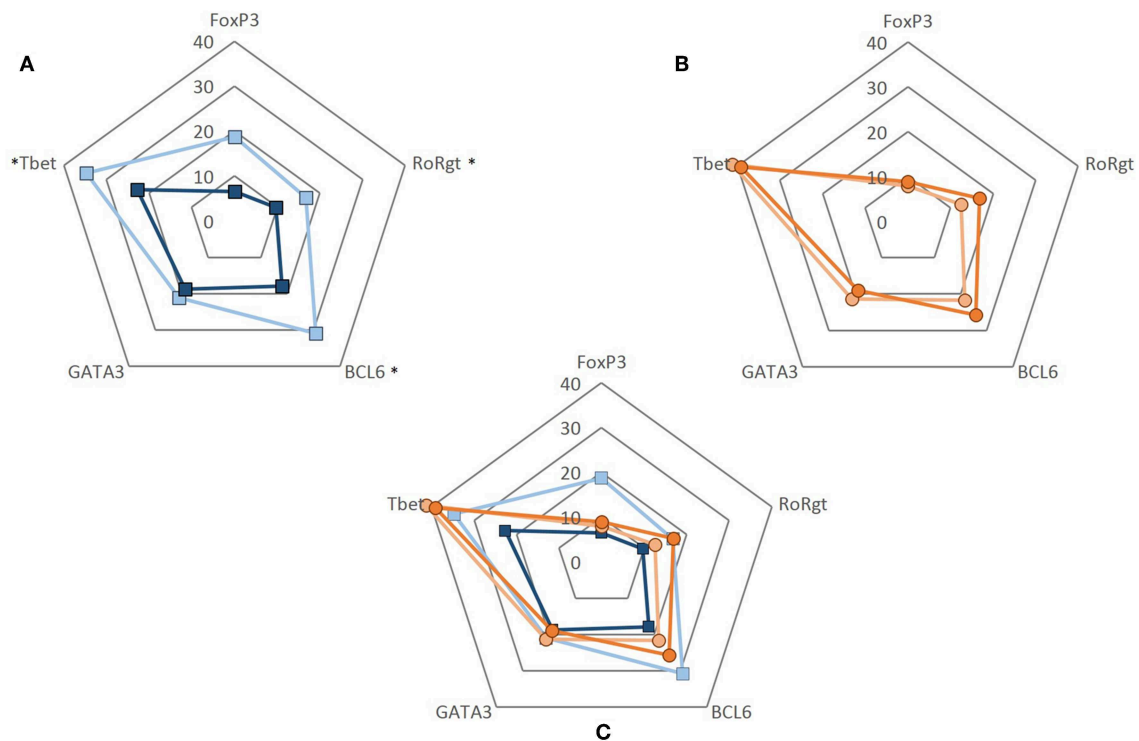 A
FoxP3
40
30
20
10
0
*Tbet
RoRgt *
GATA3
BCL6 *
B
FoxP3
40
30
20
10
0
Tbet
RoRgt
GATA3
BCL6
FoxP3
40
30
20
10
0
Tbet
RoRgt
GATA3
BCL6
C